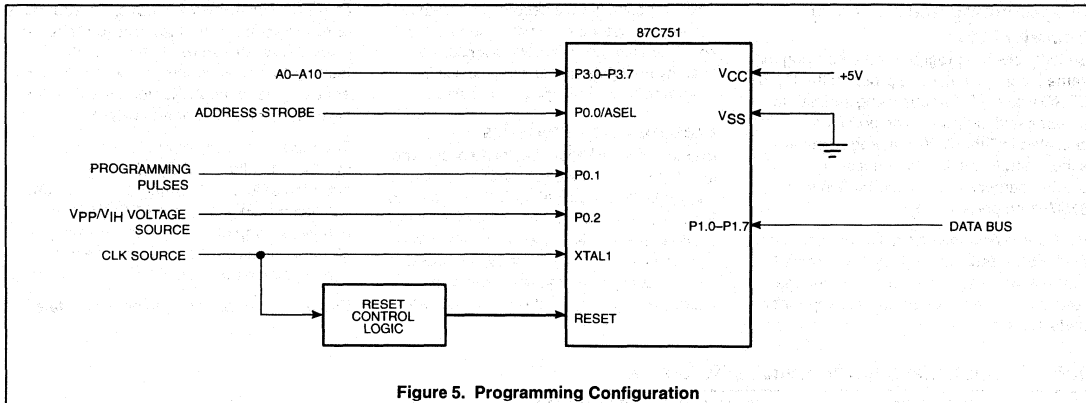 87C751
A0–A10
P3.0–P3.7
VCC
+5V
ADDRESS STROBE
P0.0/ASEL
VSS
PROGRAMMING
PULSES
P0.1
VPP/VIH VOLTAGE
SOURCE
P0.2
P1.0–P1.7
DATA BUS
CLK SOURCE
XTAL1
RESET
CONTROL
LOGIC
RESET
Figure 5. Programming Configuration